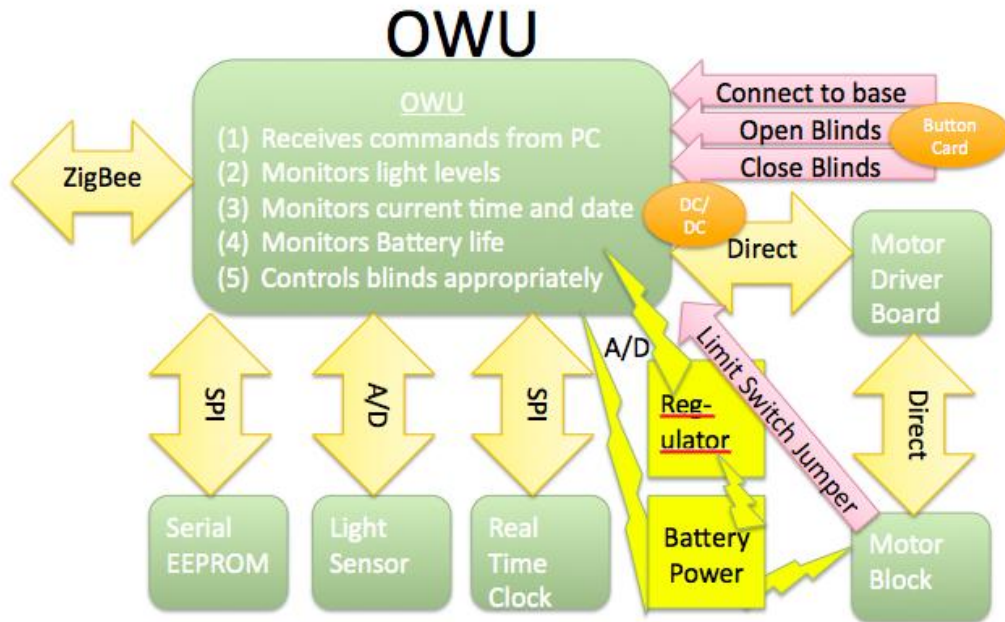 OWU
OWU
(1) Receives commands from PC
(2) Monitors light levels
(3) Monitors current time and date
(4) Monitors Battery life
(5) Controls blinds appropriately
ZigBee
Connect to base
Open Blinds
Close Blinds
Button
Card
DC/
DC
Direct
Motor
Driver
Board
SPI
A/D
SPI
A/D
Limit Switch Jumper
Direct
Reg-
ulator
Battery
Power
Serial
EEPROM
Light
Sensor
Real
Time
Clock
Motor
Block